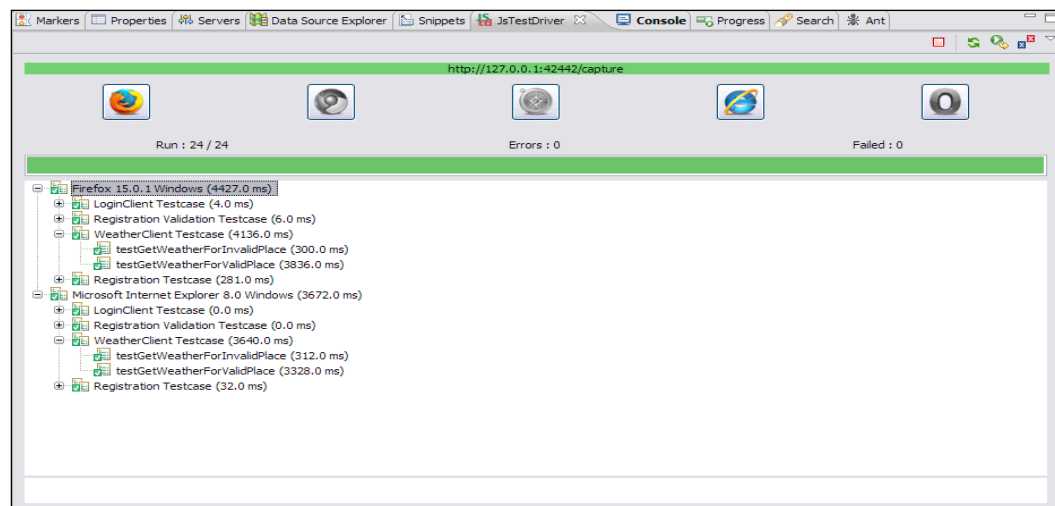 Markers Properties Servers Data Source Explorer Snippets JsTestDriver Console Progress Search Ant
http://127.0.0.1:42442/capture
Run : 24 / 24 Errors : 0 Failed : 0
Firefox 15.0.1 Windows (4427.0 ms)
LoginClient Testcase (4.0 ms)
Registration Validation Testcase (6.0 ms)
WeatherClient Testcase (4136.0 ms)
testGetWeatherForInvalidPlace (300.0 ms)
testGetWeatherForValidPlace (3836.0 ms)
Registration Testcase (281.0 ms)
Microsoft Internet Explorer 8.0 Windows (3672.0 ms)
LoginClient Testcase (0.0 ms)
Registration Validation Testcase (0.0 ms)
WeatherClient Testcase (3640.0 ms)
testGetWeatherForInvalidPlace (312.0 ms)
testGetWeatherForValidPlace (3328.0 ms)
Registration Testcase (32.0 ms)